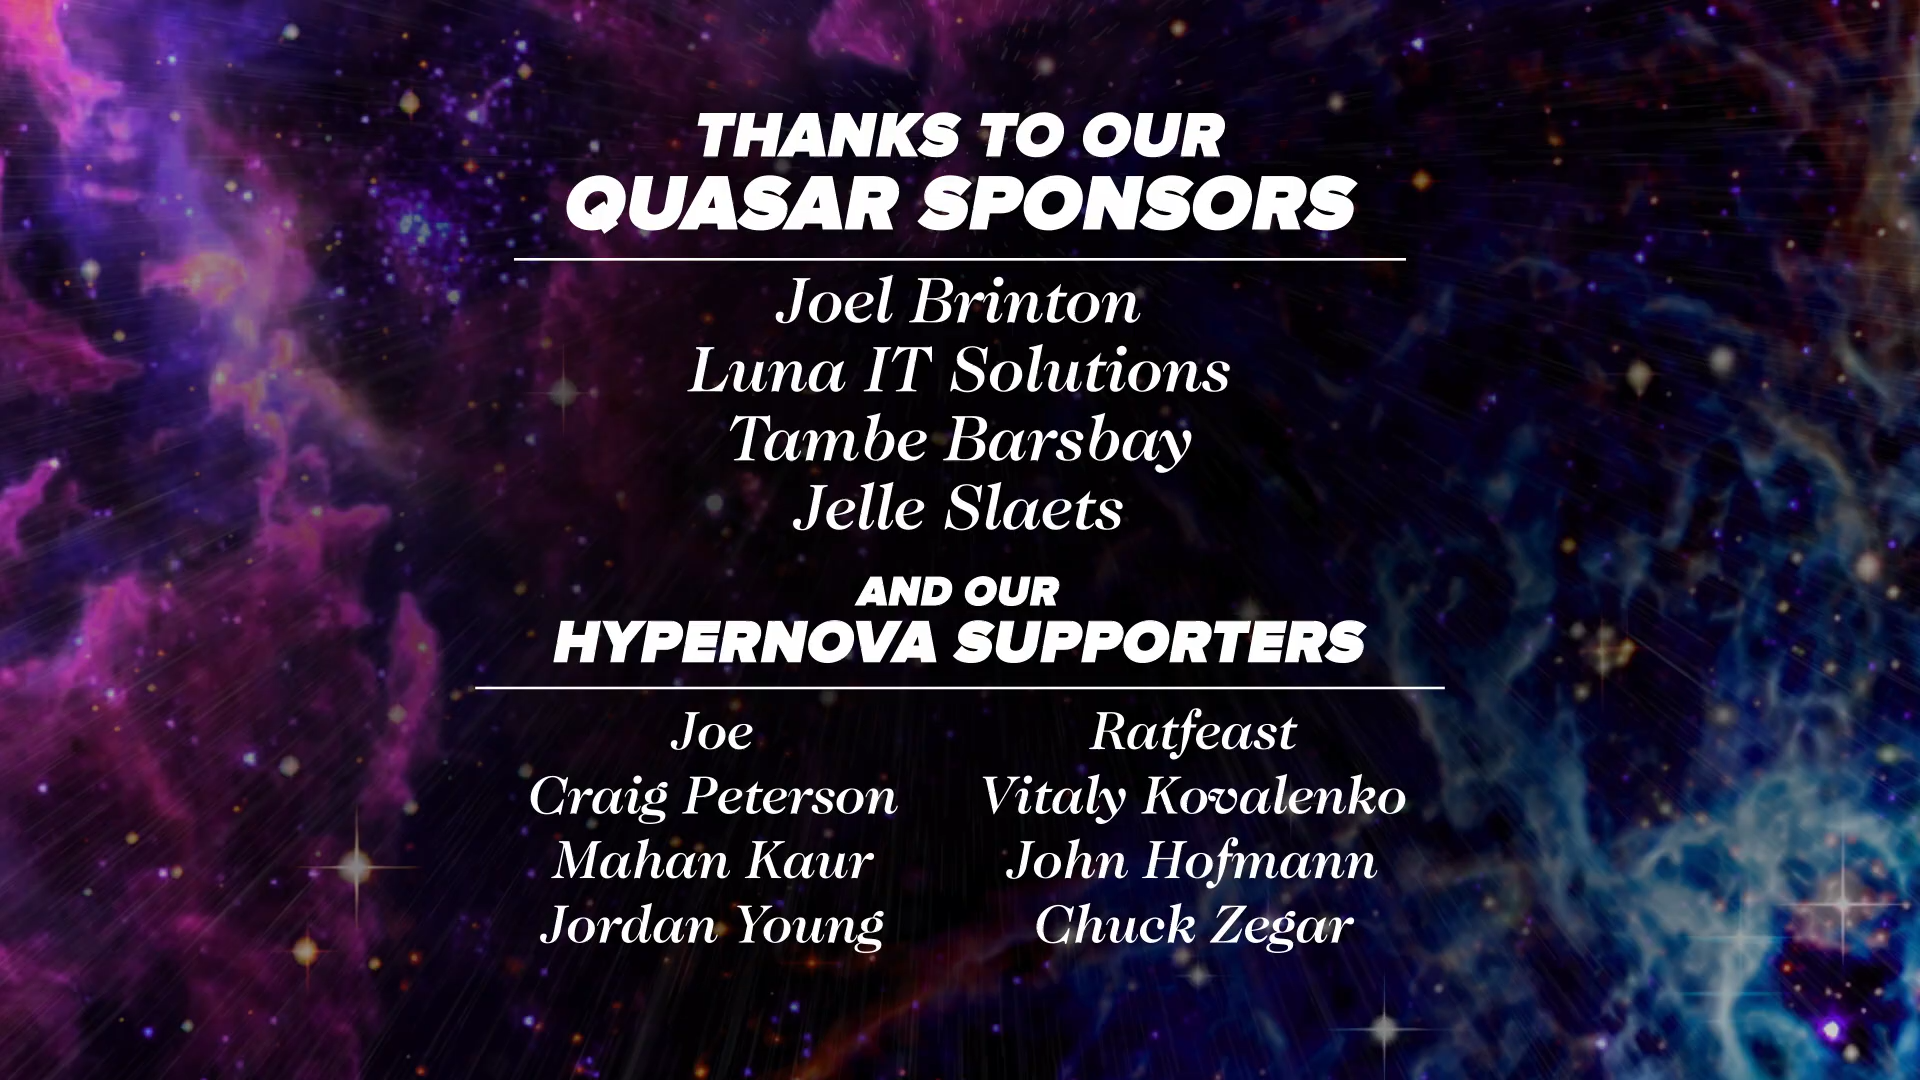 THANKS TO OUR
QUASAR SPONSORS
Joel Brinton
Luna IT Solutions
Tambe Barsbay
Jelle Slaets
AND OUR
HYPERNOVA SUPPORTERS
Joe
Craig Peterson
Mahan Kaur
Jordan Young
Ratfeast
Vitaly Kovalenko
John Hofmann
Chuck Zegar